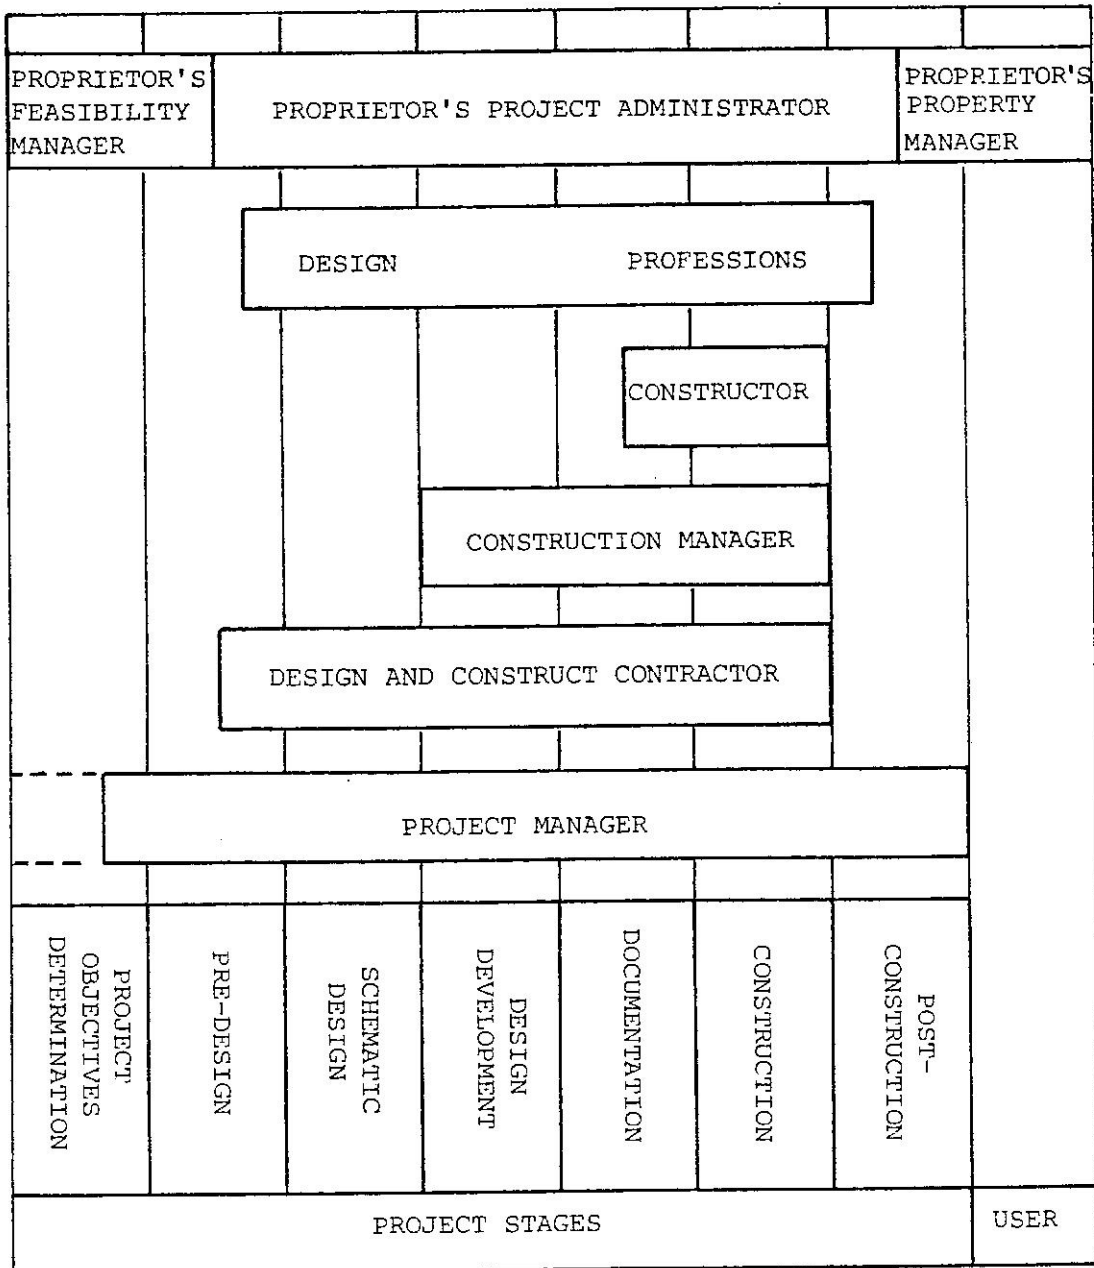 PROPRIETOR'S
FEASIBILITY
MANAGER
PROPRIETOR'S PROJECT ADMINISTRATOR
PROPRIETOR'S
PROPERTY
MANAGER
DESIGN PROFESSIONS
CONSTRUCTOR
CONSTRUCTION MANAGER
DESIGN AND CONSTRUCT CONTRACTOR
PROJECT MANAGER
PROJECT
OBJECTIVES
DETERMINATION
PRE-DESIGN
SCHEMATIC
DESIGN
DESIGN
DEVELOPMENT
DOCUMENTATION
CONSTRUCTION
POST-
CONSTRUCTION
PROJECT STAGES
USER